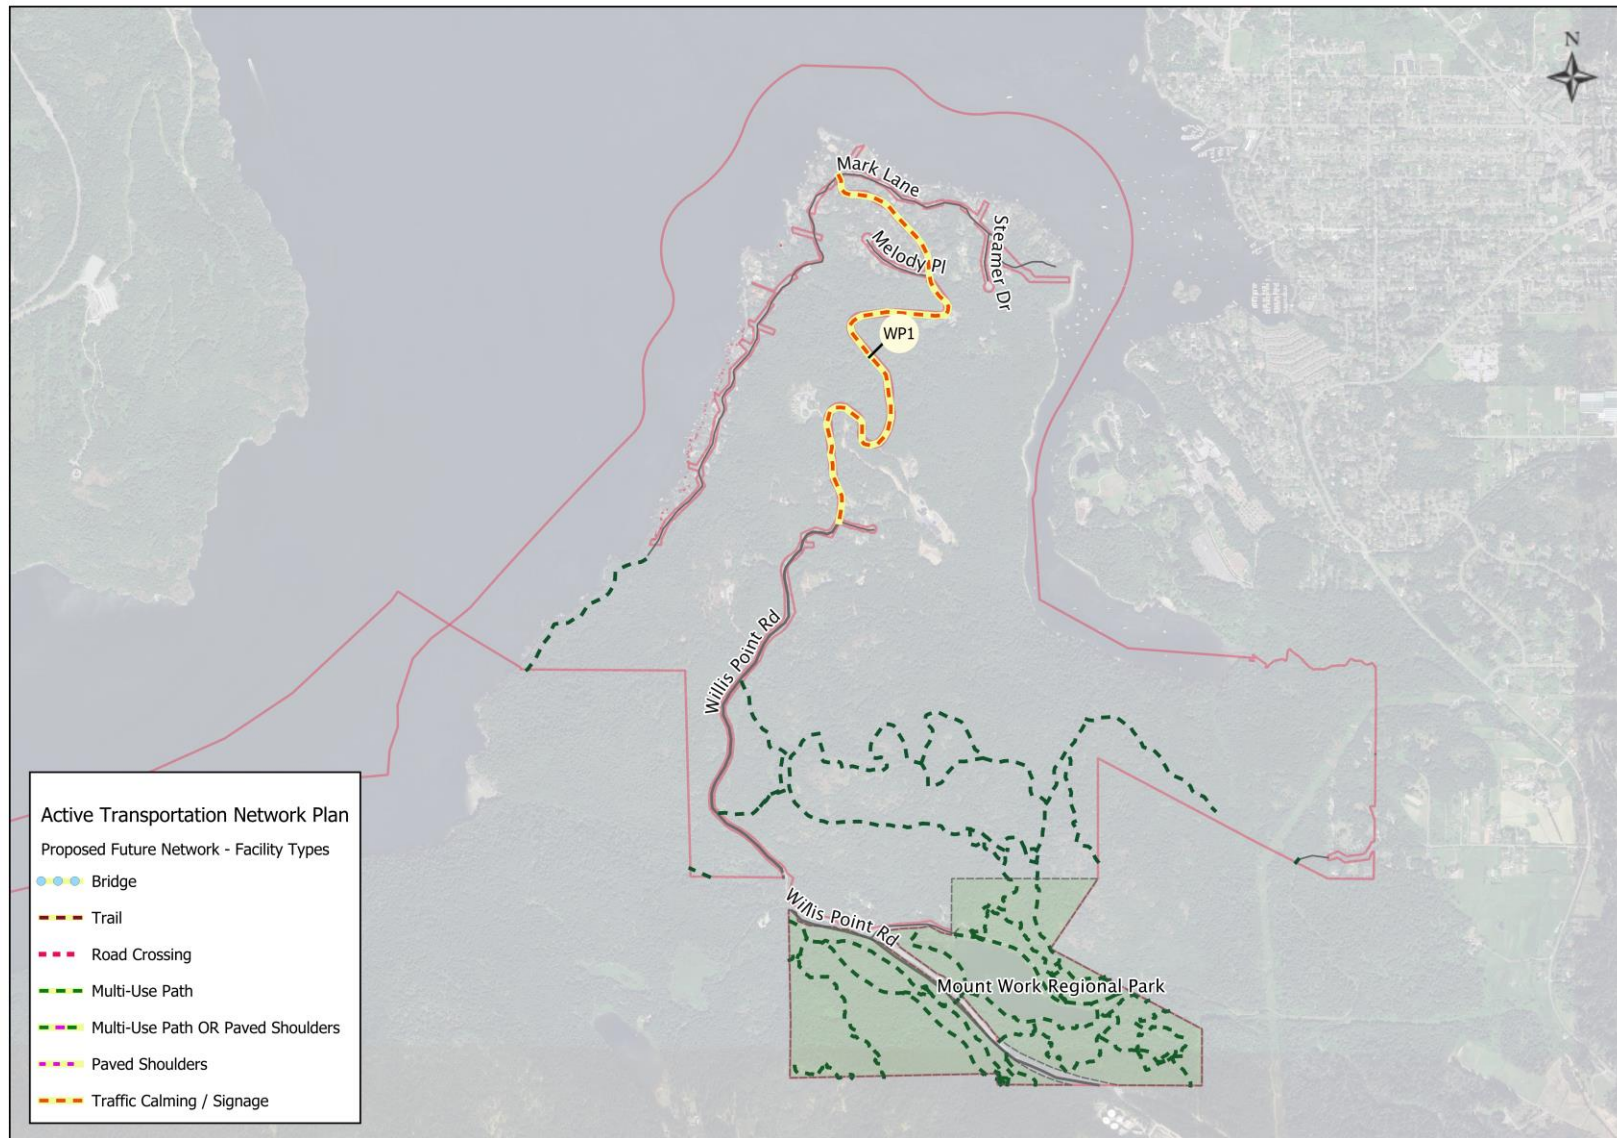 N
Mark Lane
Melody Pl
Steamer Dr
WP1
Willis Point Rd
Willis Point Rd
Mount Work Regional Park
Active Transportation Network Plan
Proposed Future Network - Facility Types
Bridge
Trail
Road Crossing
Multi-Use Path
Multi-Use Path OR Paved Shoulders
Paved Shoulders
Traffic Calming / Signage